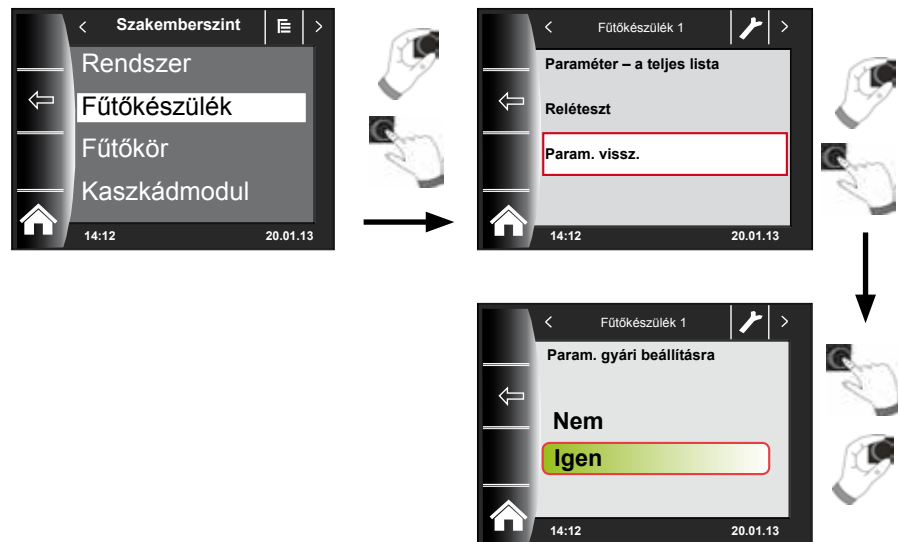 Szakemberszint
Rendszer
Fűtőkészülék
Fűtőkör
Kaszkádmodul
14:12 20.01.13
Fűtőkészülék 1
Paraméter – a teljes lista
Reléteszt
Param. vissz.
14:12 20.01.13
Fűtőkészülék 1
Param. gyári beállításra
Nem
Igen
14:12 20.01.13